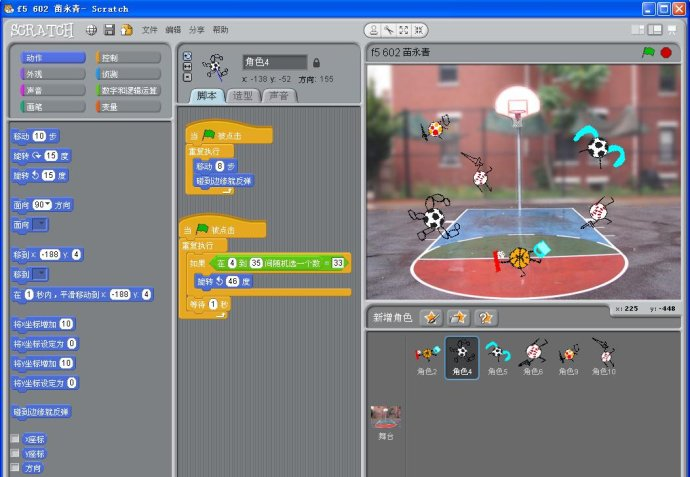 f5 602 苗永青- Scratch
SCRATCH 文件 编辑 分享 帮助
动作 控制
外观 侦测
声音 数字和逻辑运算
画笔 变量
角色4
x: -138 y: -52 方向: 155
脚本 造型 声音
f5 602 苗永青
移动 10 步
旋转 15 度
旋转 15 度
面向 90 方向
面向
移到 x: -188 y: 4
移到
在 1 秒内,平滑移动到 x: -188 y: 4
将x坐标增加 10
将x坐标设定为 0
将y坐标增加 10
将y坐标设定为 0
碰到边缘就反弹
x座标
y座标
方向
当 被点击
重复执行
移动 8 步
碰到边缘就反弹
当 被点击
重复执行
如果 在 4 到 35 间随机选一个数 = 33
旋转 46 度
等待 1 秒
x: 225 y: -448
新增角色
角色2 角色4 角色5 角色6 角色9 角色10
舞台